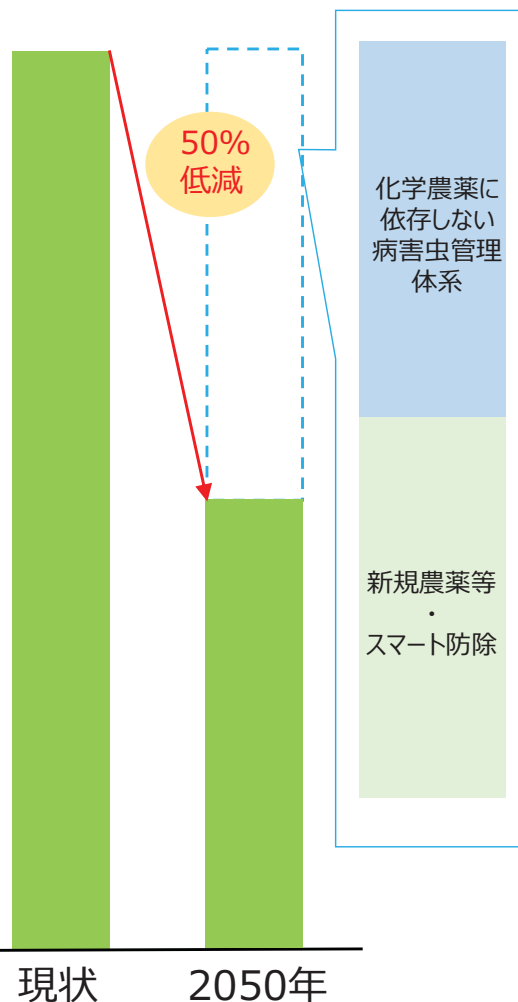 50%
低減
化学農薬に
依存しない
病害虫管理
体系
新規農薬等
・
スマート防除
現状
2050年